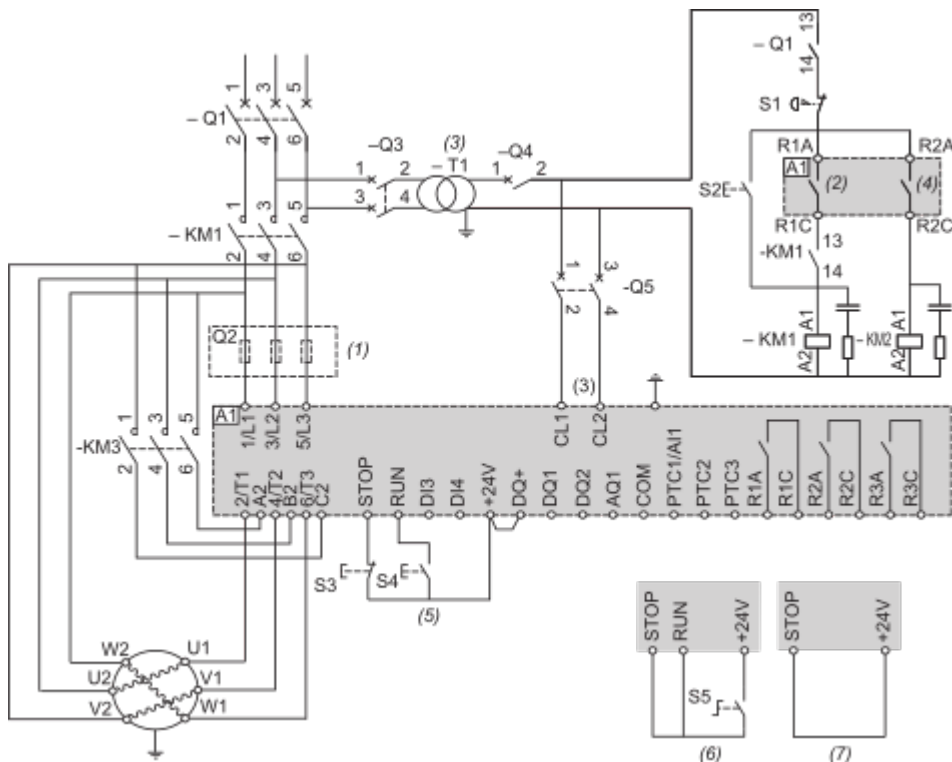 1 3 5
– Q1
2 4 6
–Q3
1 2
3 4
(3)
– T1
–Q4
1 2
13
– Q1
14
S1
R1A R2A
A1
(2) (4)
S2
R1C R2C
-KM1
13
14
A1 A1
– KM1 – KM2
A2 A2
1 3 5
– KM1
2 4 6
1 3
-Q5
2 4
Q2
(1)
(3)
A1
1/L1 3/L2 5/L3
CL1 CL2
1 3 5
-KM3
2 4 6
2/T1 A2 4/T2 B2 6/T3 C2
STOP RUN DI3 DI4 +24V DQ+ DQ1 DQ2 AQ1 COM PTC1/AI1 PTC2 PTC3 R1A R1C R2A R2C R3A R3C
S3 S4
(5)
W2 U1
U2 V1
V2 W1
STOP RUN +24V
S5
(6)
STOP +24V
(7)